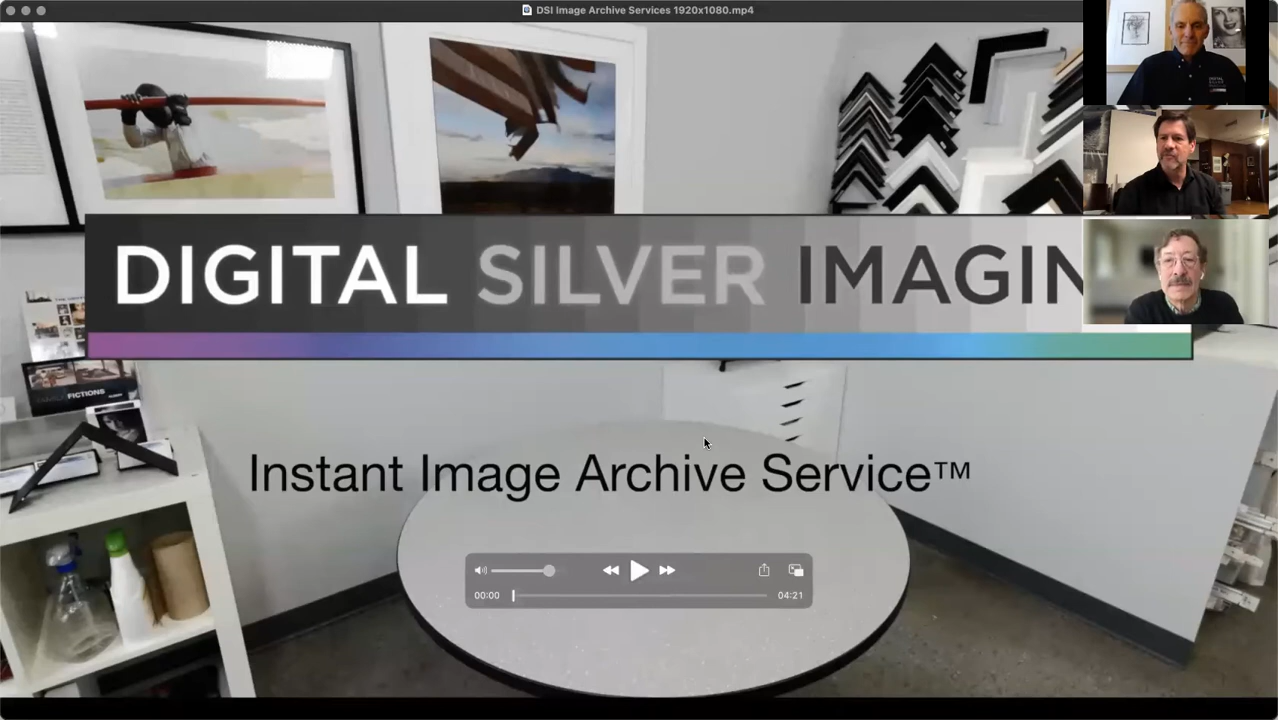 DSI Image Archive Services 1920x1080.mp4
DIGITAL SILVER IMAGIN
FICTIONS
Instant Image Archive Service™
00:00
04:21